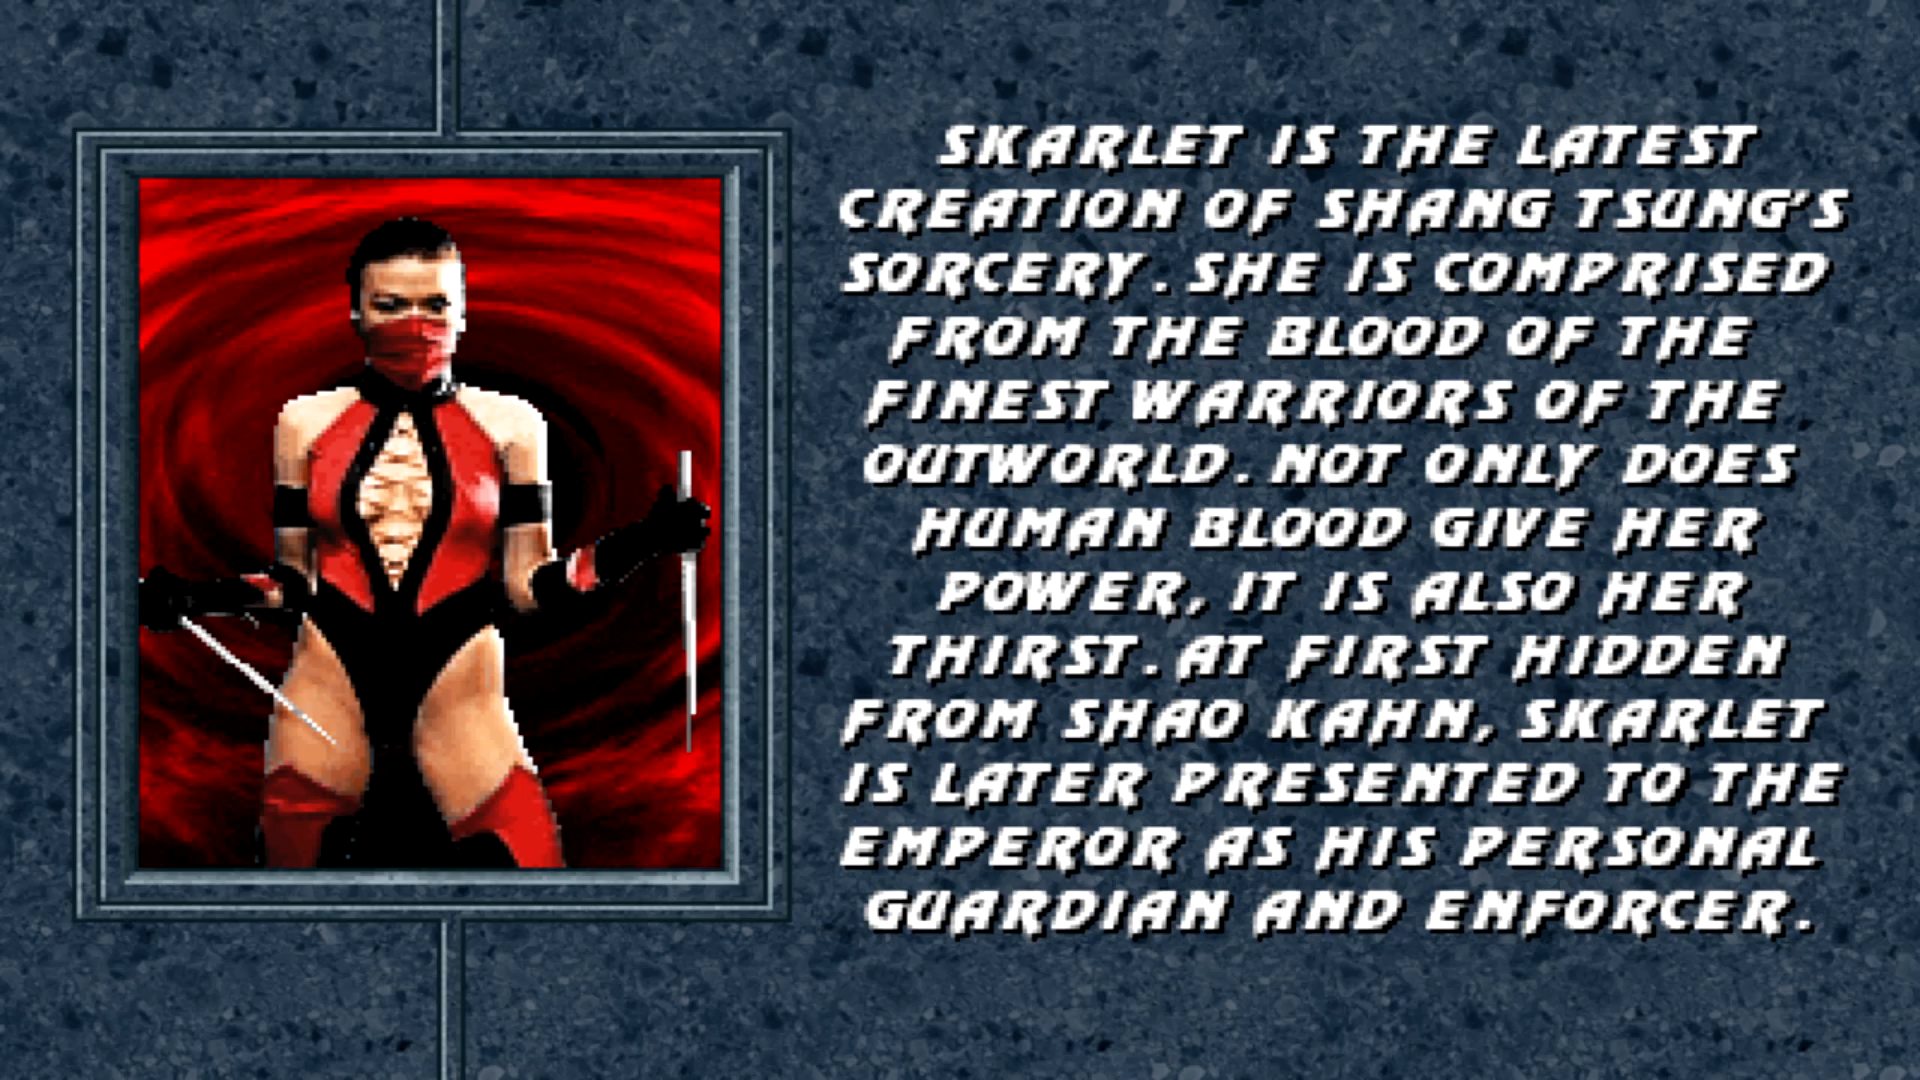 SKARLET IS THE LATEST
CREATION OF SHANG TSUNG'S
SORCERY. SHE IS COMPRISED
FROM THE BLOOD OF THE
FINEST WARRIORS OF THE
OUTWORLD. NOT ONLY DOES
HUMAN BLOOD GIVE HER
POWER, IT IS ALSO HER
THIRST. AT FIRST HIDDEN
FROM SHAO KAHN, SKARLET
IS LATER PRESENTED TO THE
EMPEROR AS HIS PERSONAL
GUARDIAN AND ENFORCER.